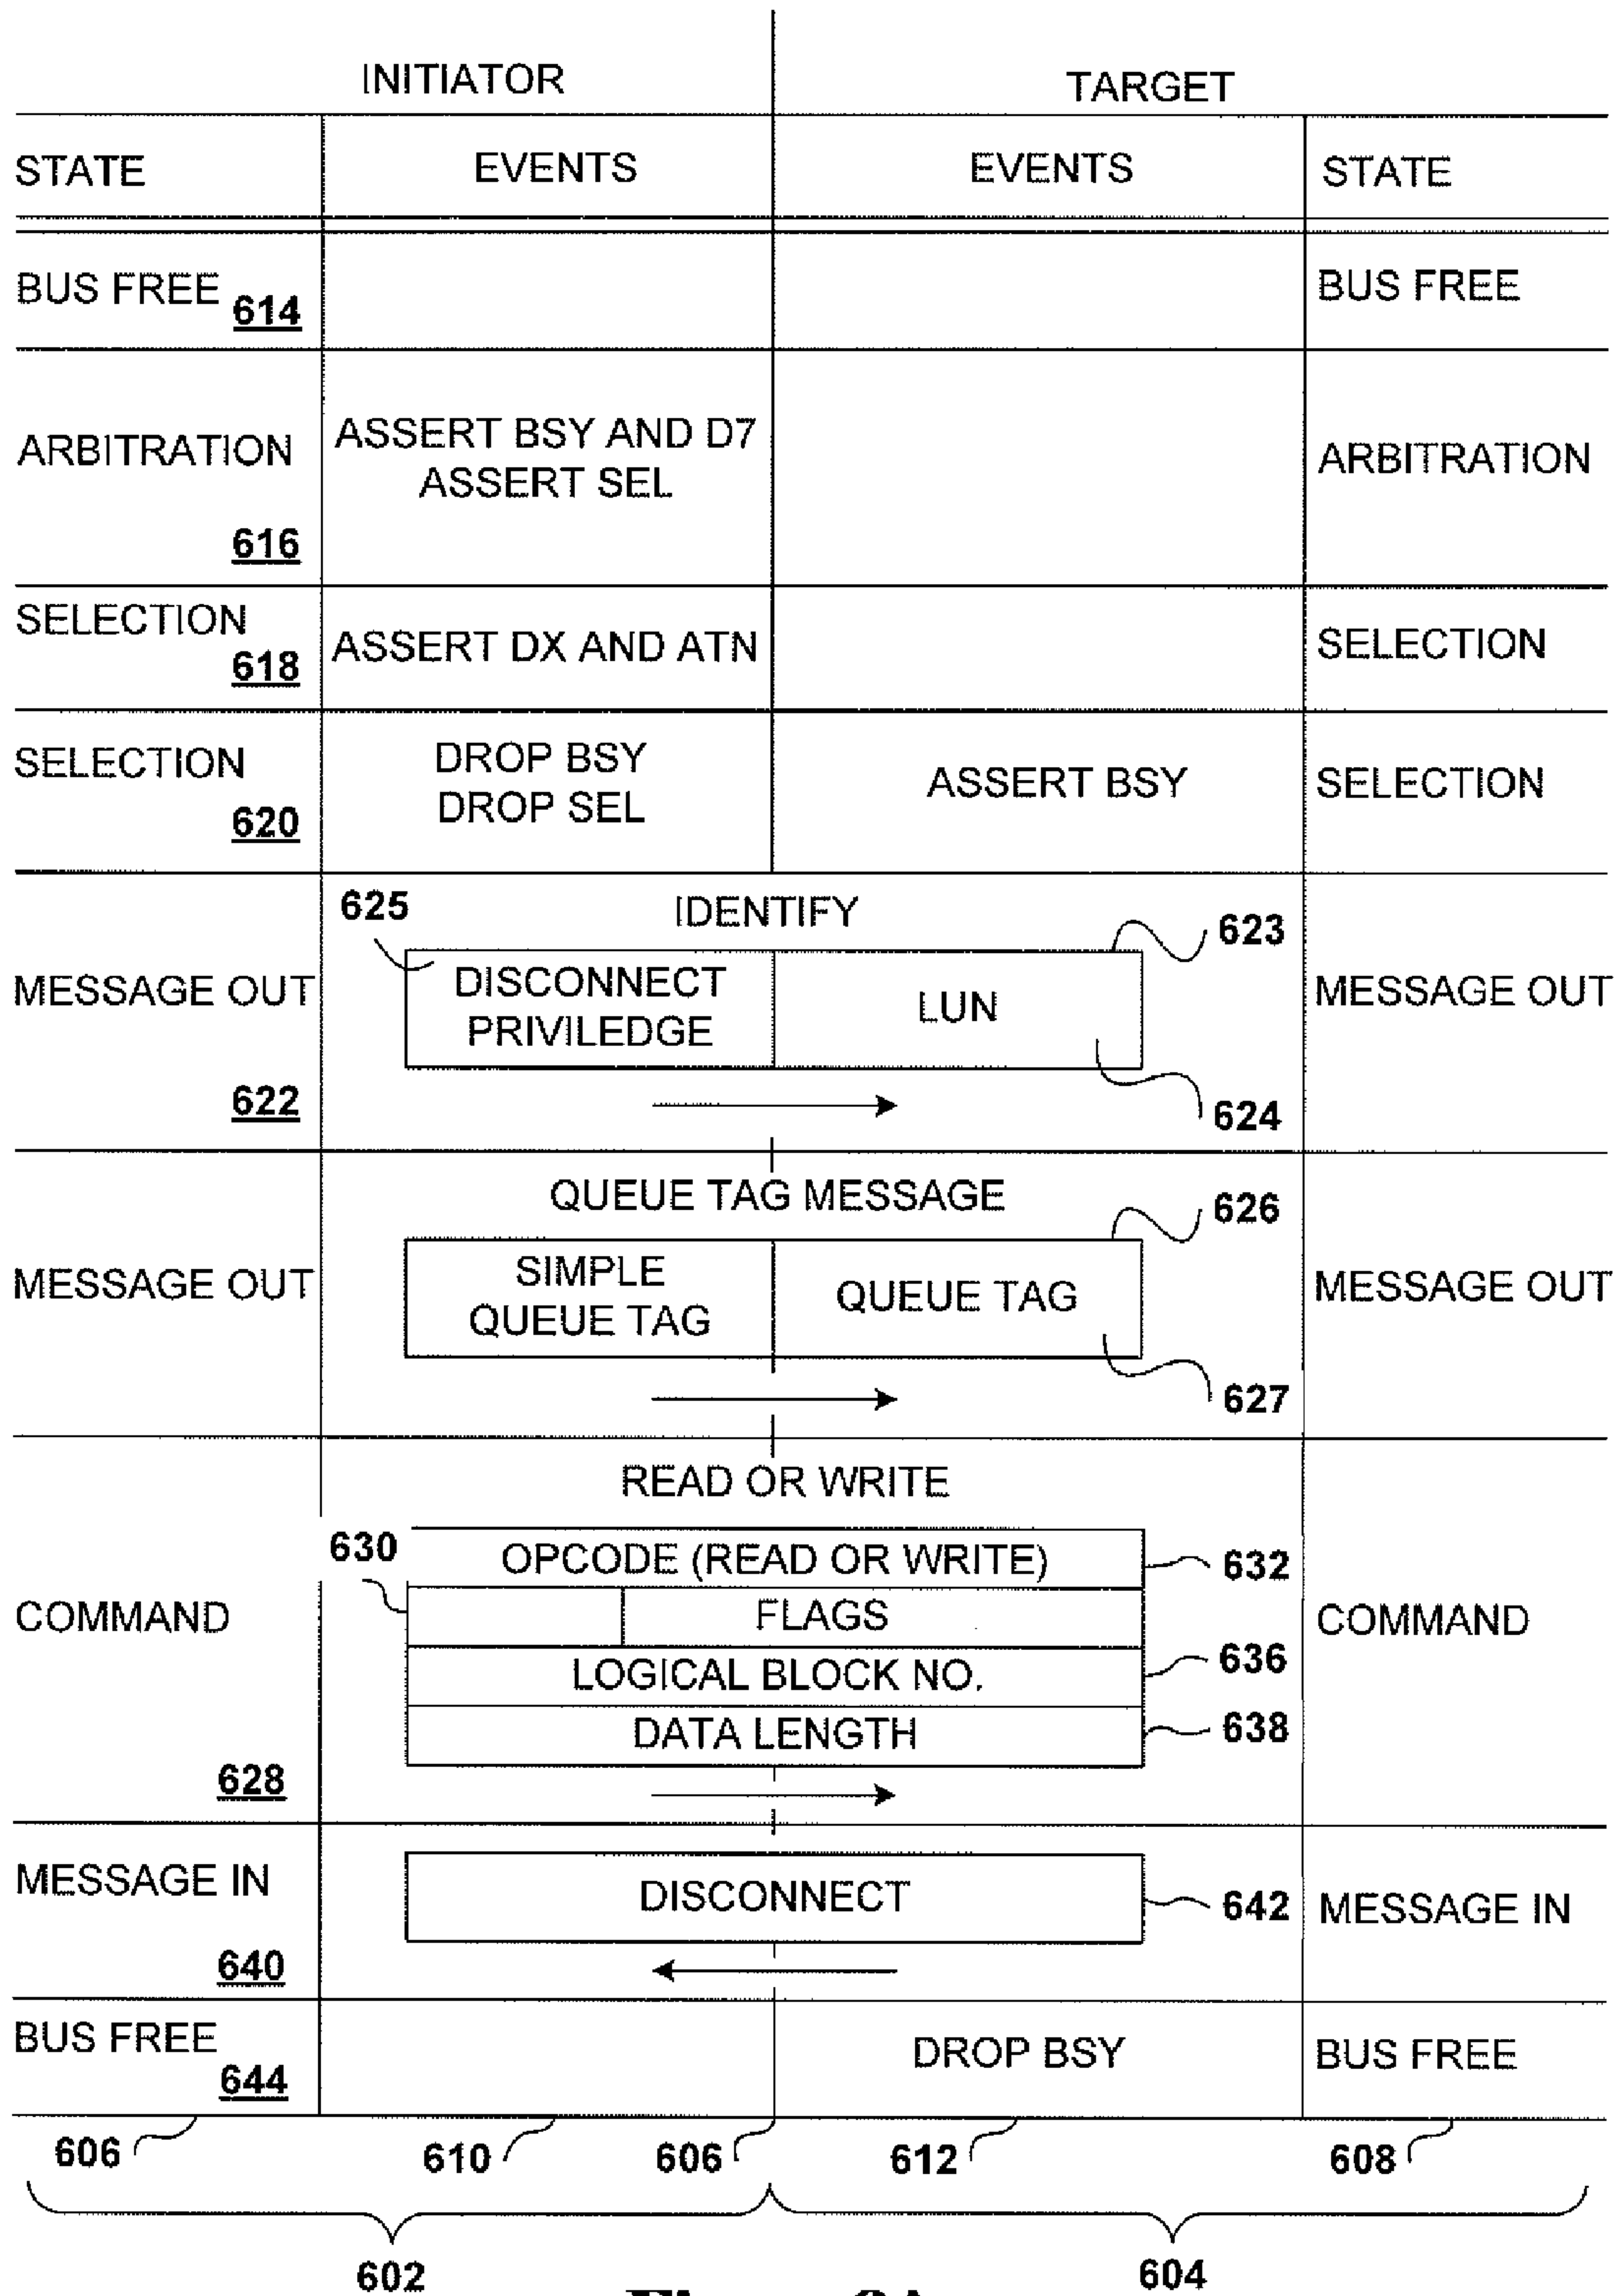 INITIATOR
TARGET
STATE
EVENTS
EVENTS
STATE
BUS FREE 614
BUS FREE
ARBITRATION
616
ASSERT BSY AND D7
ASSERT SEL
ARBITRATION
SELECTION
618
ASSERT DX AND ATN
SELECTION
SELECTION
620
DROP BSY
DROP SEL
ASSERT BSY
SELECTION
MESSAGE OUT
622
625
IDENTIFY
623
DISCONNECT
PRIVILEDGE
LUN
624
MESSAGE OUT
MESSAGE OUT
QUEUE TAG MESSAGE
626
SIMPLE
QUEUE TAG
QUEUE TAG
627
MESSAGE OUT
COMMAND
628
READ OR WRITE
630
OPCODE (READ OR WRITE)
632
FLAGS
LOGICAL BLOCK NO.
636
DATA LENGTH
638
COMMAND
MESSAGE IN
640
DISCONNECT
642
MESSAGE IN
BUS FREE
644
DROP BSY
BUS FREE
606
610
606
612
608
602
604